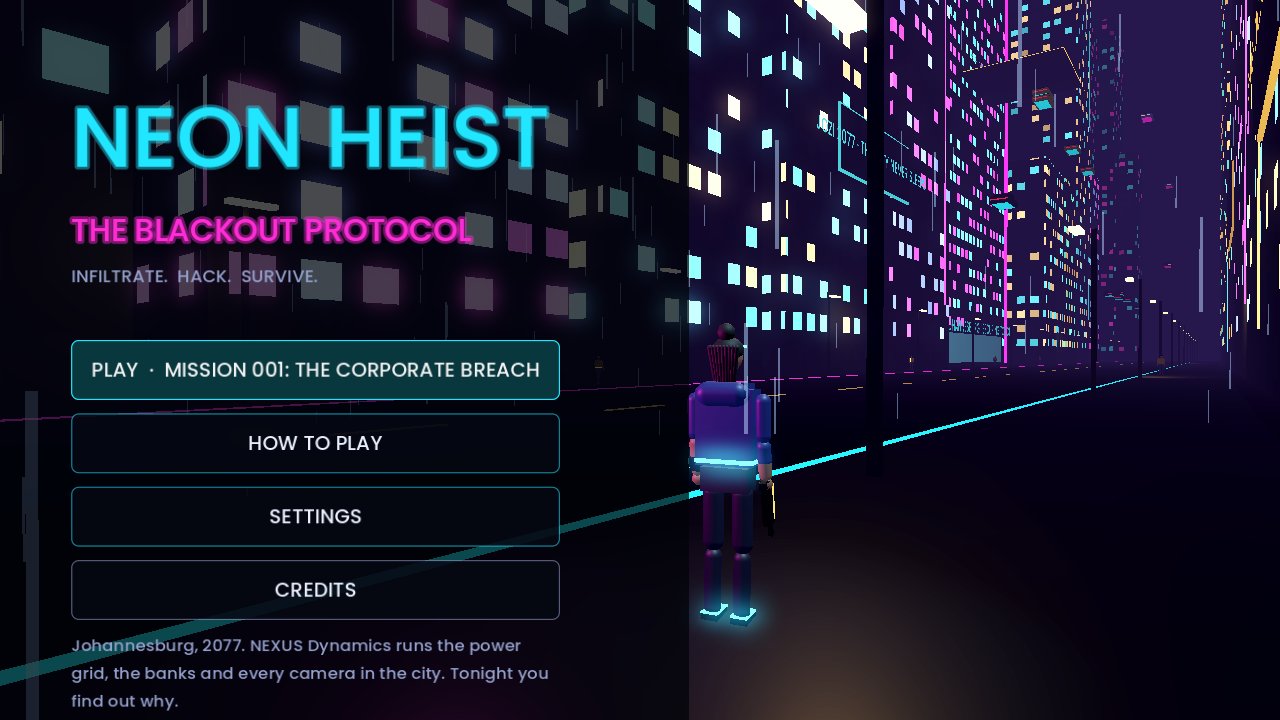 NEON HEIST
THE BLACKOUT PROTOCOL
INFILTRATE. HACK. SURVIVE.
PLAY · MISSION 001: THE CORPORATE BREACH
HOW TO PLAY
SETTINGS
CREDITS
Johannesburg, 2077. NEXUS Dynamics runs the power
grid, the banks and every camera in the city. Tonight you
find out why.